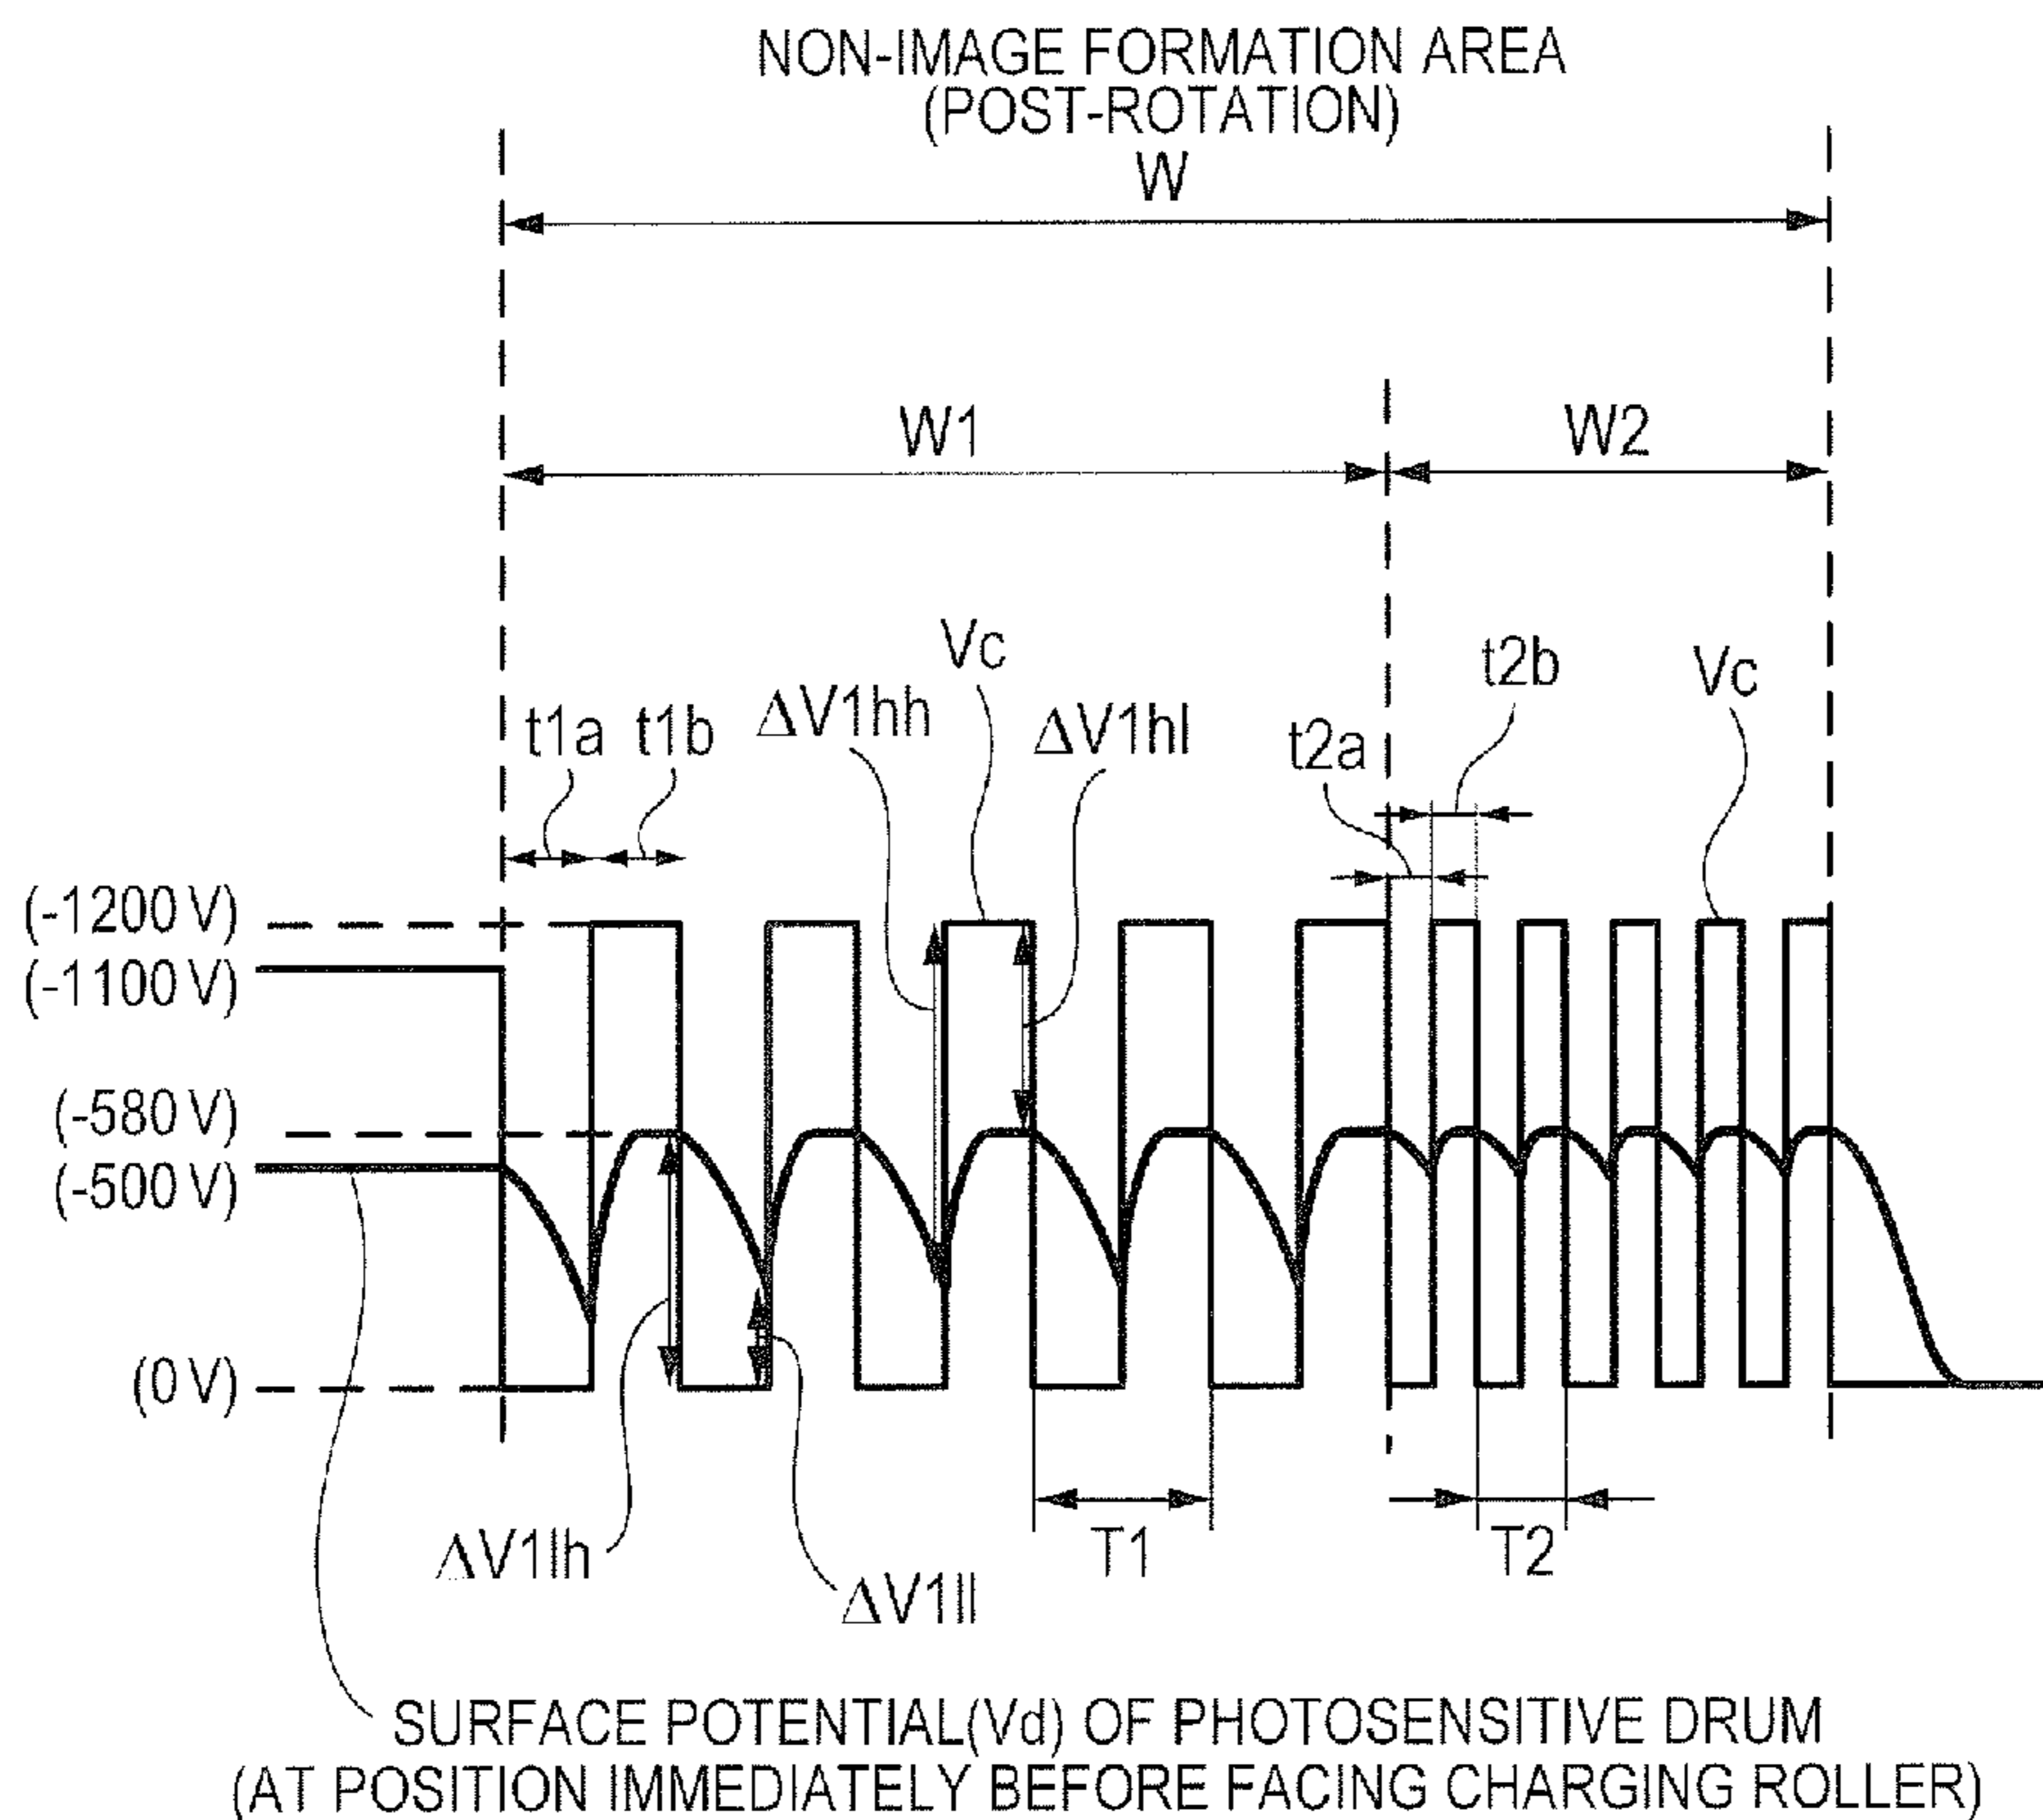 NON-IMAGE FORMATION AREA
(POST-ROTATION)
W
W1
W2
Vc
t2b
Vc
t1a
t1b
ΔV1hh
ΔV1hl
t2a
(-1200 V)
(-1100 V)
(-580 V)
(-500 V)
(0 V)
ΔV1lh
ΔV1ll
T1
T2
SURFACE POTENTIAL(Vd) OF PHOTOSENSITIVE DRUM
(AT POSITION IMMEDIATELY BEFORE FACING CHARGING ROLLER)